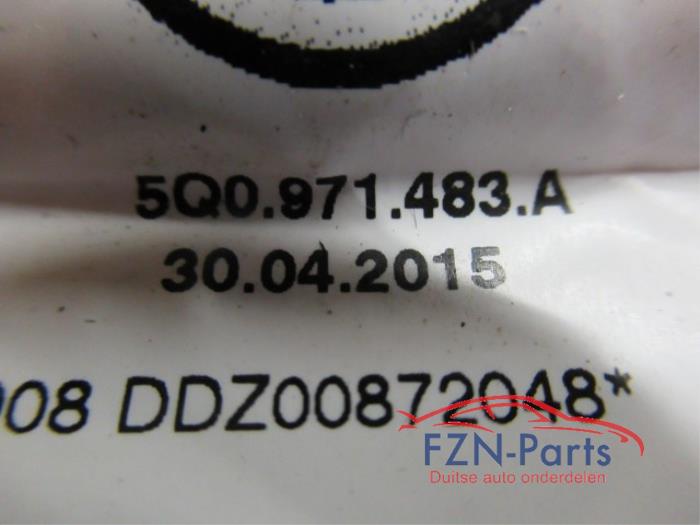 5Q0.971.483.A
30.04.2015
008 DDZ00872048*
FZN-Parts
Duitse auto onderdelen